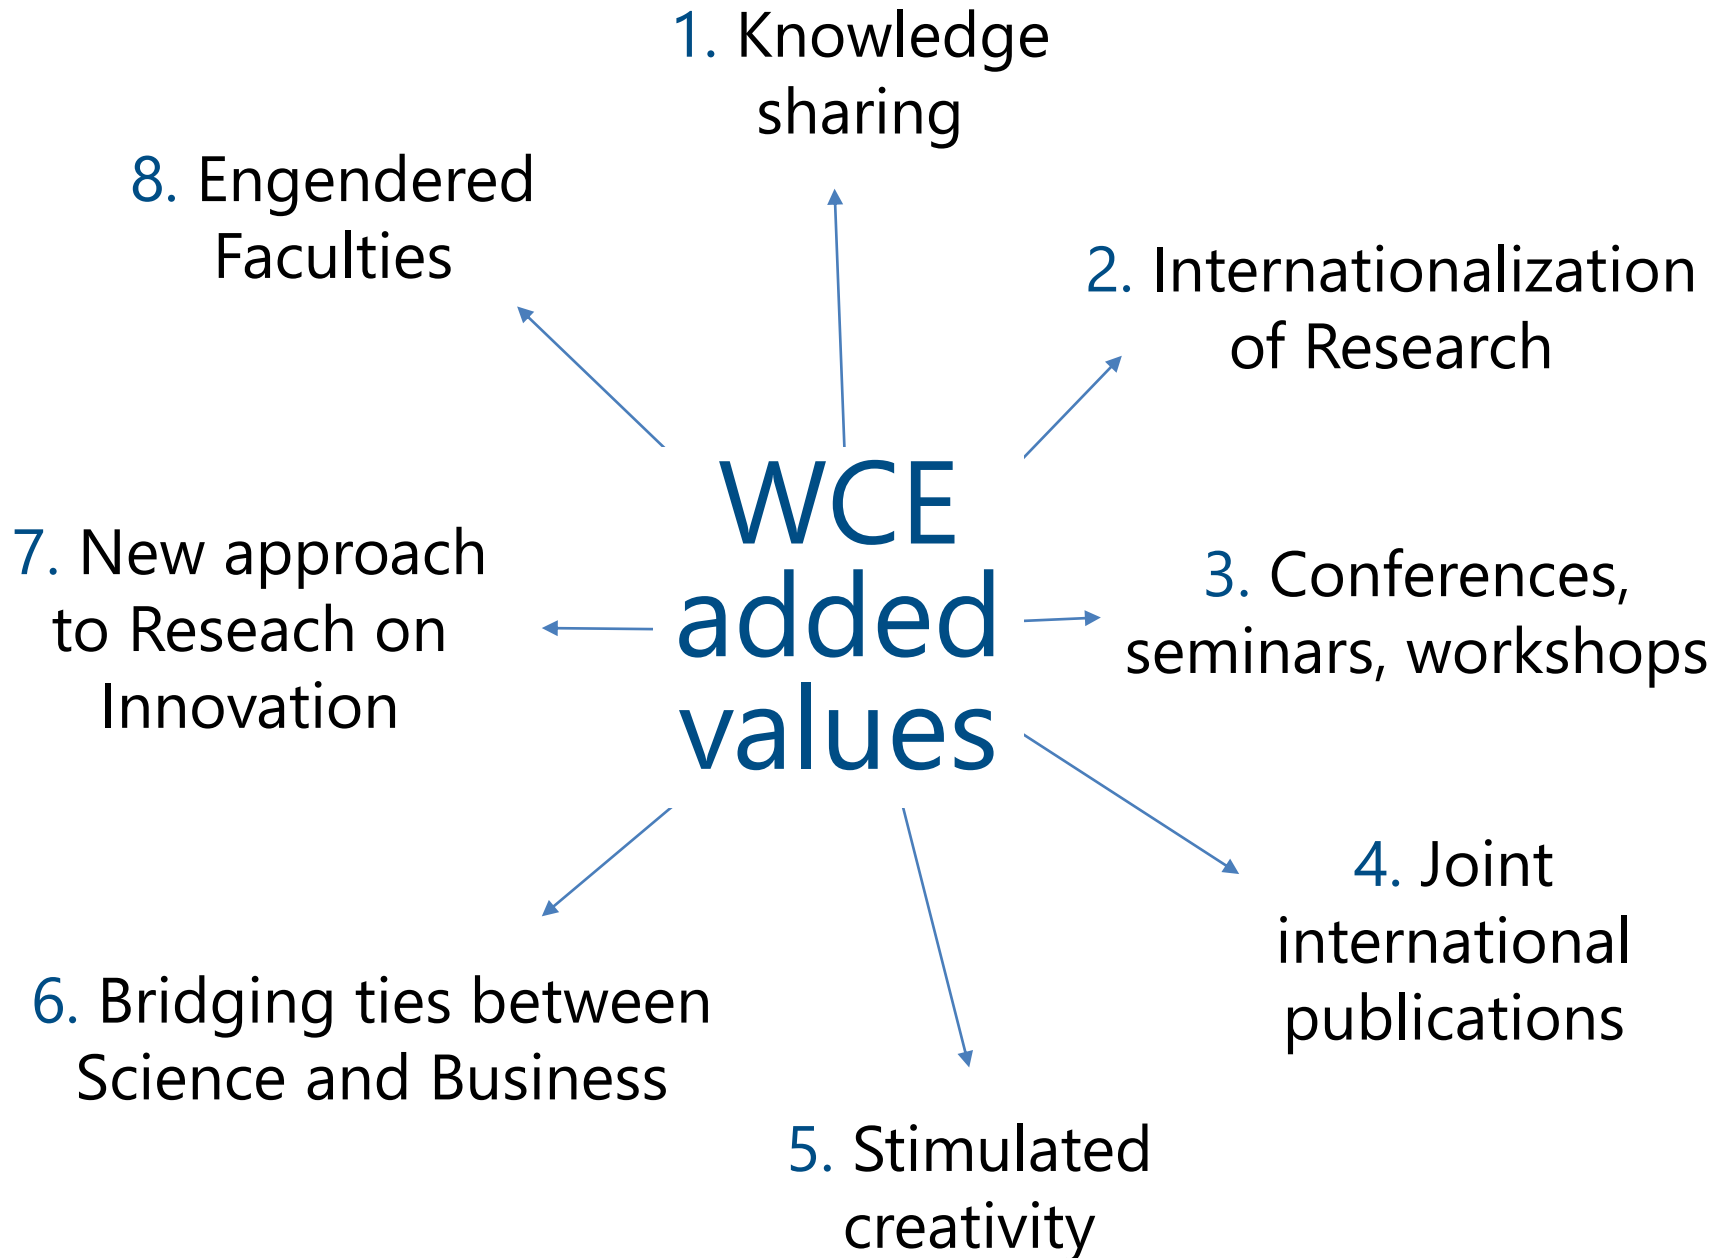 1. Knowledge
sharing
2. Internationalization
of Research
3. Conferences,
seminars, workshops
4. Joint
international
publications
5. Stimulated
creativity
6. Bridging ties between
Science and Business
7. New approach
to Reseach on
Innovation
8. Engendered
Faculties
WCE
added
values